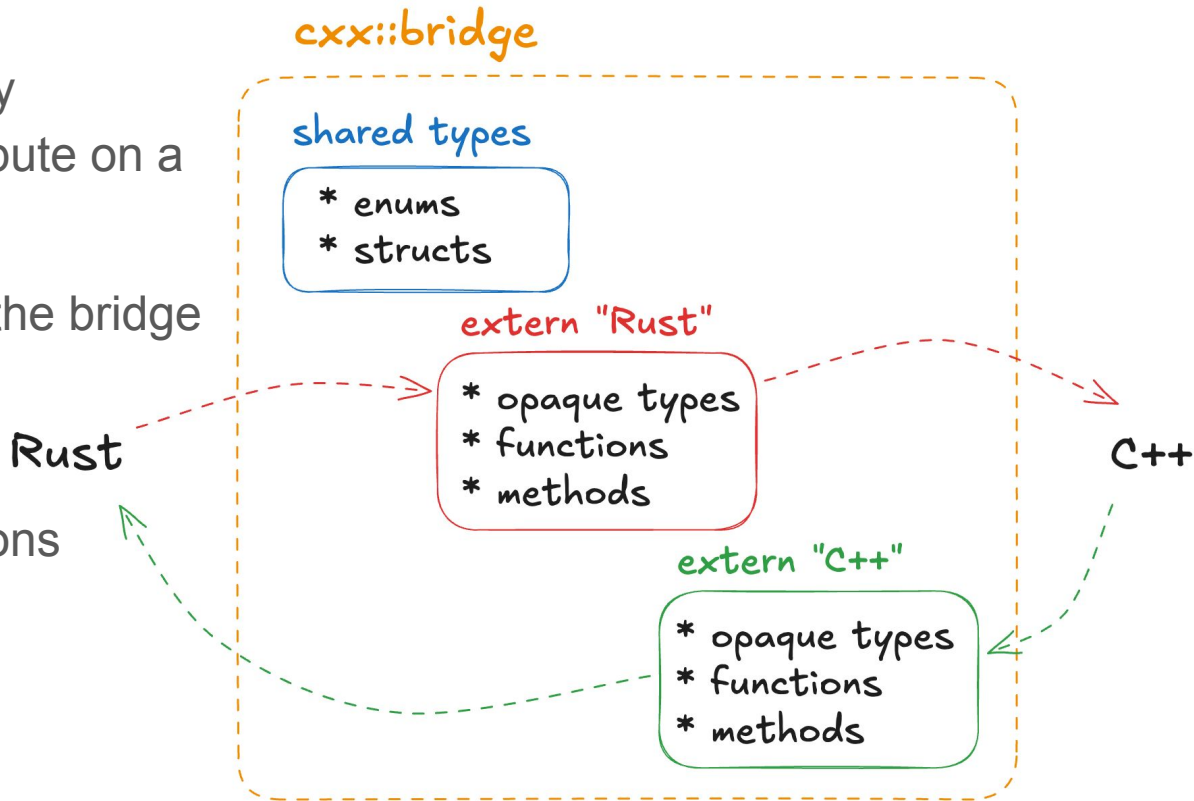 cxx::bridge
y
bute on a
the bridge
ons
shared types
* enums
* structs
extern "Rust"
* opaque types
* functions
* methods
Rust
C++
extern "C++"
* opaque types
* functions
* methods